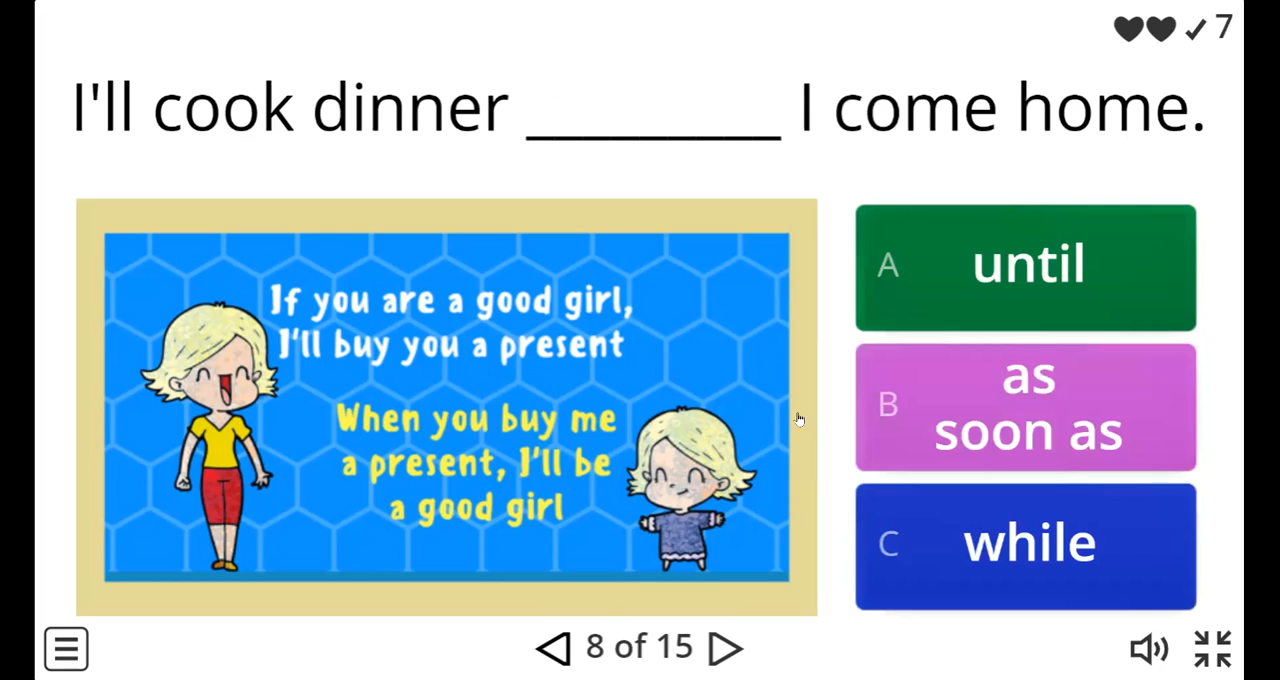 7
I'll cook dinner ________ I come home.
If you are a good girl,
I'll buy you a present
When you buy me
a present, I'll be
a good girl
A until
B as
soon as
C while
8 of 15